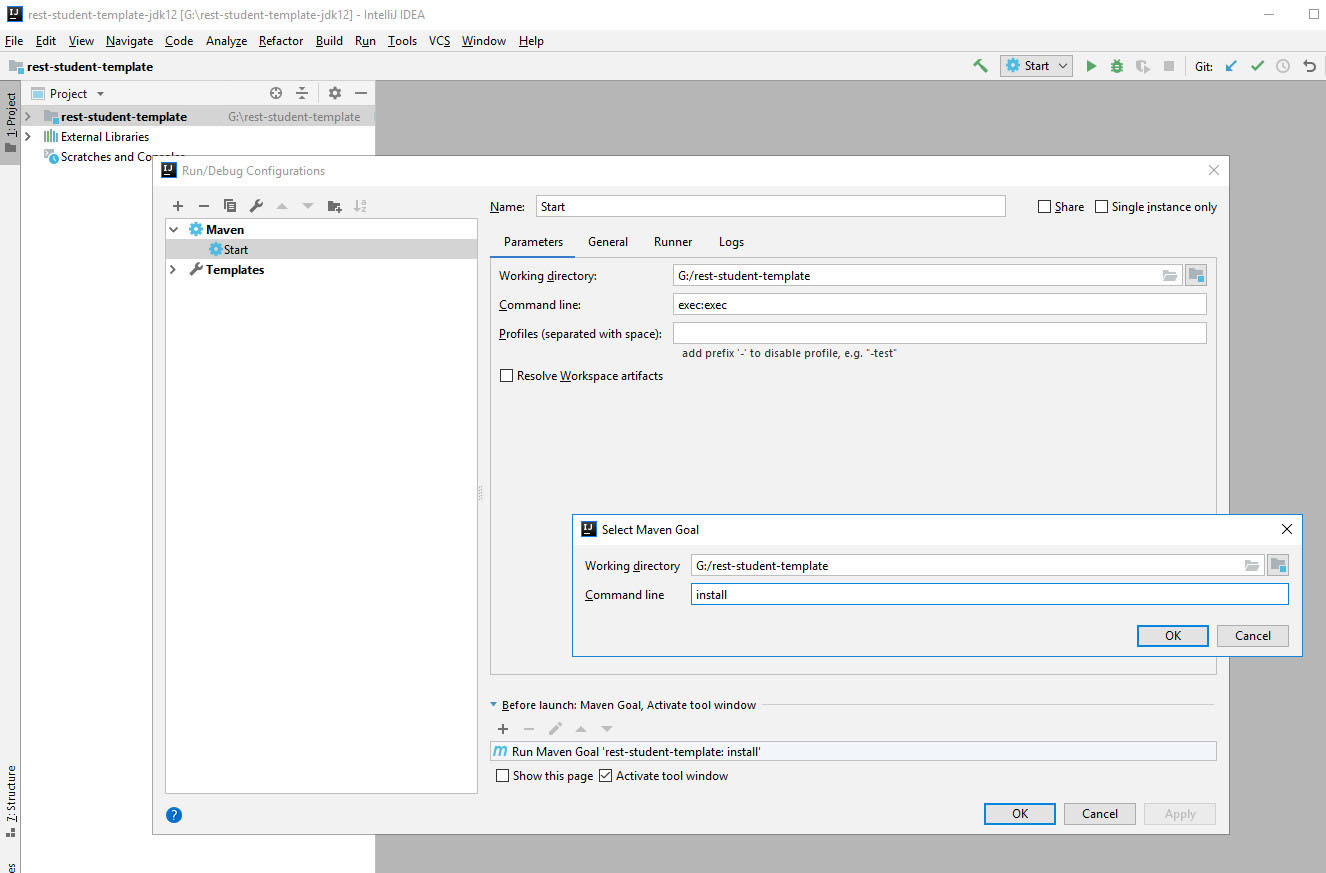 rest-student-template-jdk12 [G:\rest-student-template-jdk12] - IntelliJ IDEA
File Edit View Navigate Code Analyze Refactor Build Run Tools VCS Window Help
rest-student-template Start Git:
1: Project
Project
rest-student-template G:\rest-student-template
External Libraries
Scratches and Consoles
Run/Debug Configurations
Name: Start Share Single instance only
Maven
Start
Templates
Parameters General Runner Logs
Working directory: G:/rest-student-template
Command line: exec:exec
Profiles (separated with space):
add prefix '-' to disable profile, e.g. "-test"
Resolve Workspace artifacts
Select Maven Goal
Working directory G:/rest-student-template
Command line install
OK Cancel
Before launch: Maven Goal, Activate tool window
Run Maven Goal 'rest-student-template: install'
Show this page Activate tool window
? OK Cancel Apply
7: Structure
es